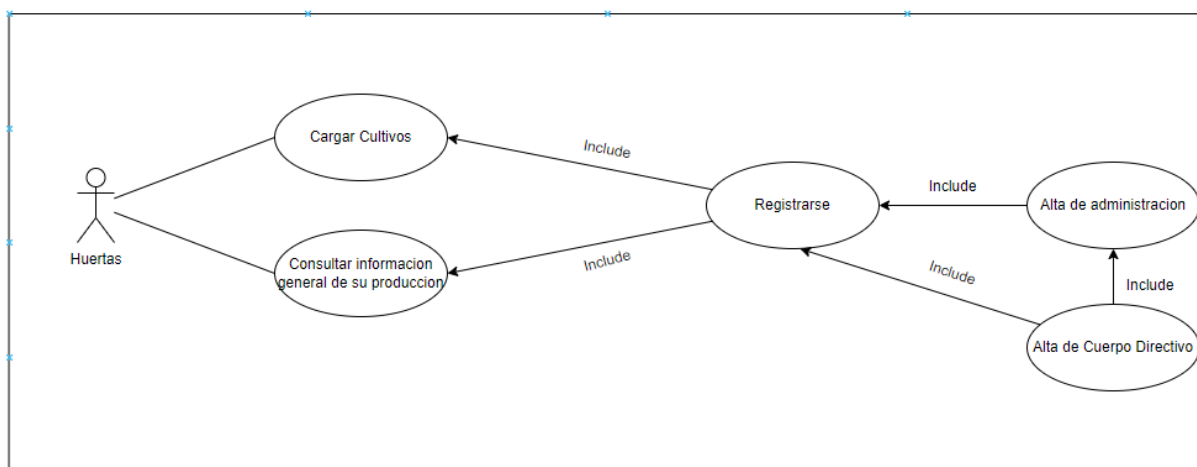 Cargar Cultivos
Include
Include
Registrarse
Alta de administracion
Huertas
Consultar informacion
general de su produccion
Include
Include
Include
Alta de Cuerpo Directivo